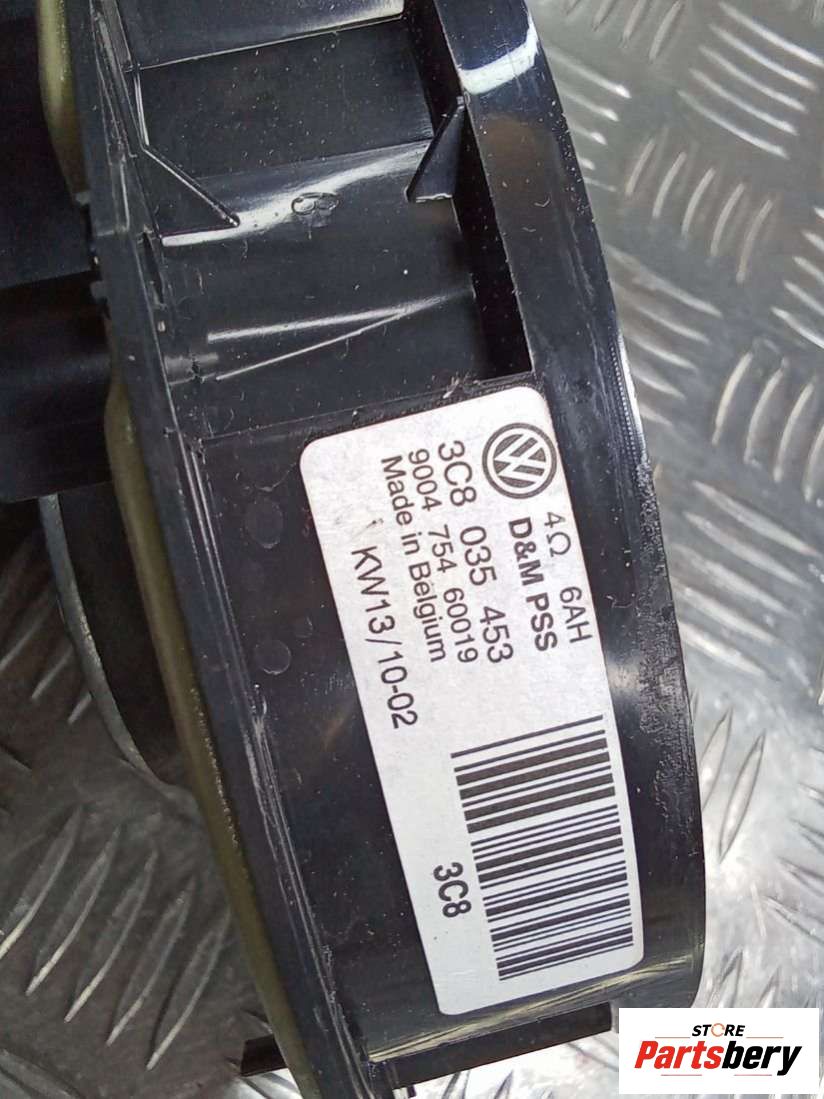 4Ω 6AH
D&M PSS
3C8 035 453
9004 754 60019
Made in Belgium
KW13/10-02
3C8
STORE
Partsbery